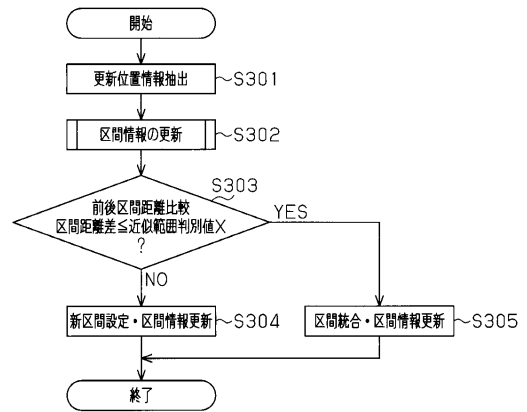 開始
更新位置情報抽出
S301
区間情報の更新
S302
S303
前後区間距離比較
区間距離差≦近似範囲判別値X
?
YES
NO
新区間設定・区間情報更新
S304
区間統合・区間情報更新
S305
終了